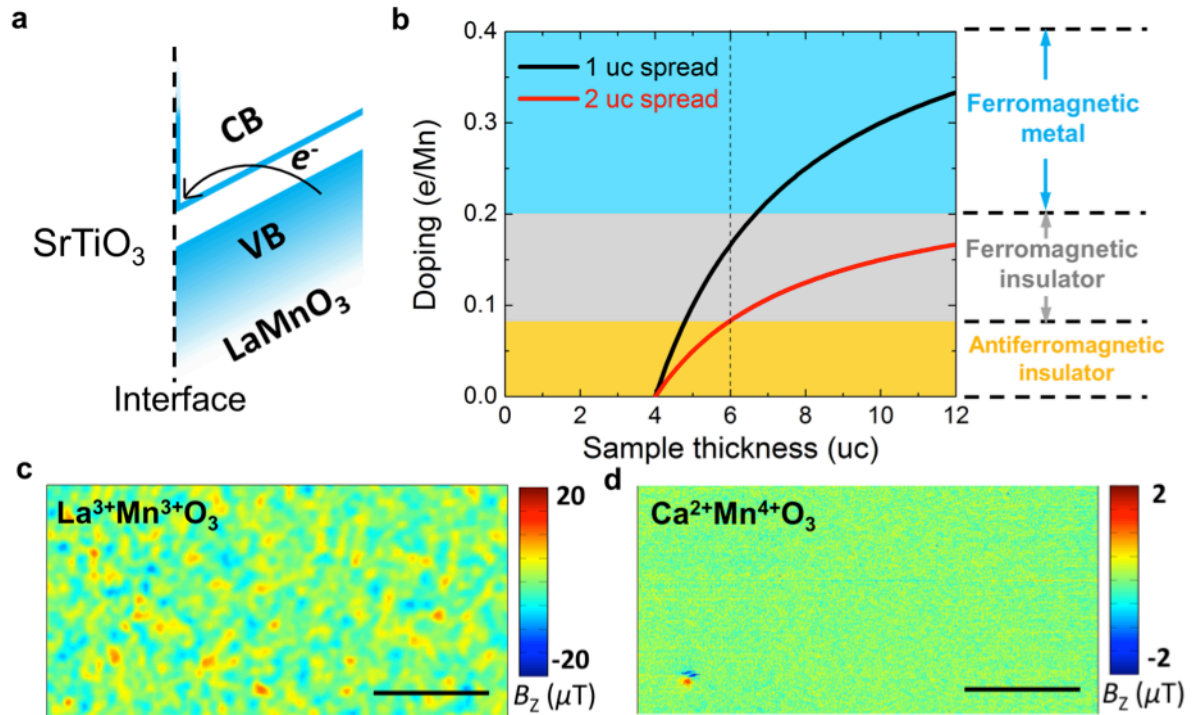 a
CB
e⁻
VB
SrTiO₃
LaMnO₃
Interface
b
0.4
0.3
0.2
0.1
0.0
Doping (e/Mn)
1 uc spread
2 uc spread
0 2 4 6 8 10 12
Sample thickness (uc)
Ferromagnetic
metal
Ferromagnetic
insulator
Antiferromagnetic
insulator
c
La³⁺Mn³⁺O₃
20
-20
B_Z (μT)
d
Ca²⁺Mn⁴⁺O₃
2
-2
B_Z (μT)